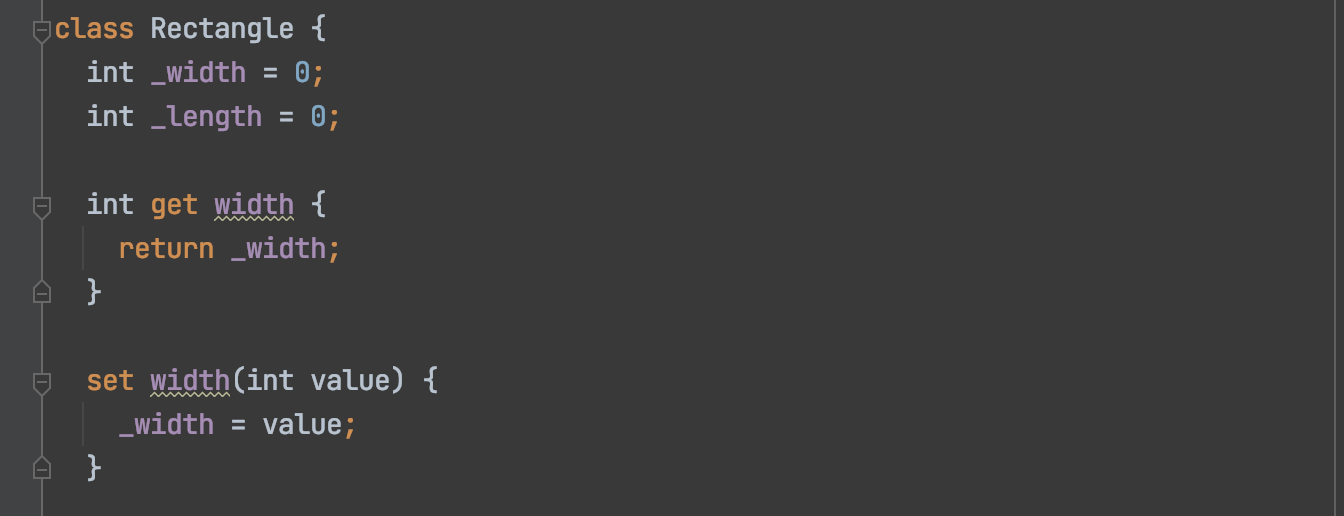 class Rectangle {
  int _width = 0;
  int _length = 0;

  int get width {
    return _width;
  }

  set width(int value) {
    _width = value;
  }